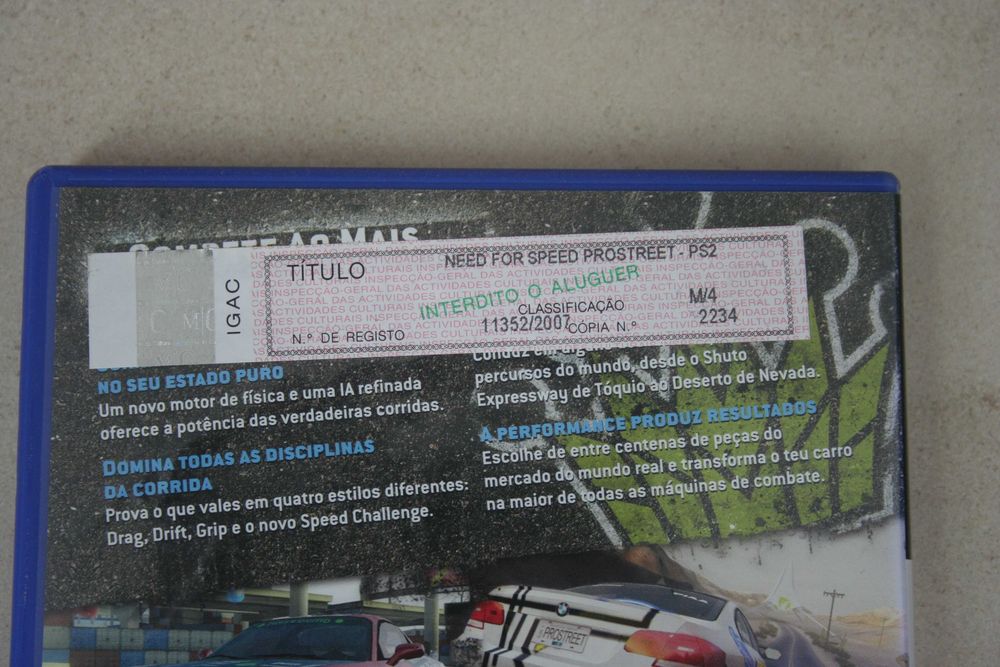 COMPETE AO MAIS
IGAC
TÍTULO
NEED FOR SPEED PROSTREET - PS2
INTERDITO O ALUGUER
CLASSIFICAÇÃO
M/4
N.º DE REGISTO
11352/2007
CÓPIA N.º
2234
NO SEU ESTADO PURO
Um novo motor de física e uma IA refinada
oferece a potência das verdadeiras corridas.
DOMINA TODAS AS DISCIPLINAS
DA CORRIDA
Prova o que vales em quatro estilos diferentes:
Drag, Drift, Grip e o novo Speed Challenge.
percursos do mundo, desde o Shuto
Expressway de Tóquio ao Deserto de Nevada.
A PERFORMANCE PRODUZ RESULTADOS
Escolhe de entre centenas de peças do
mercado do mundo real e transforma o teu carro
na maior de todas as máquinas de combate.
PROSTREET